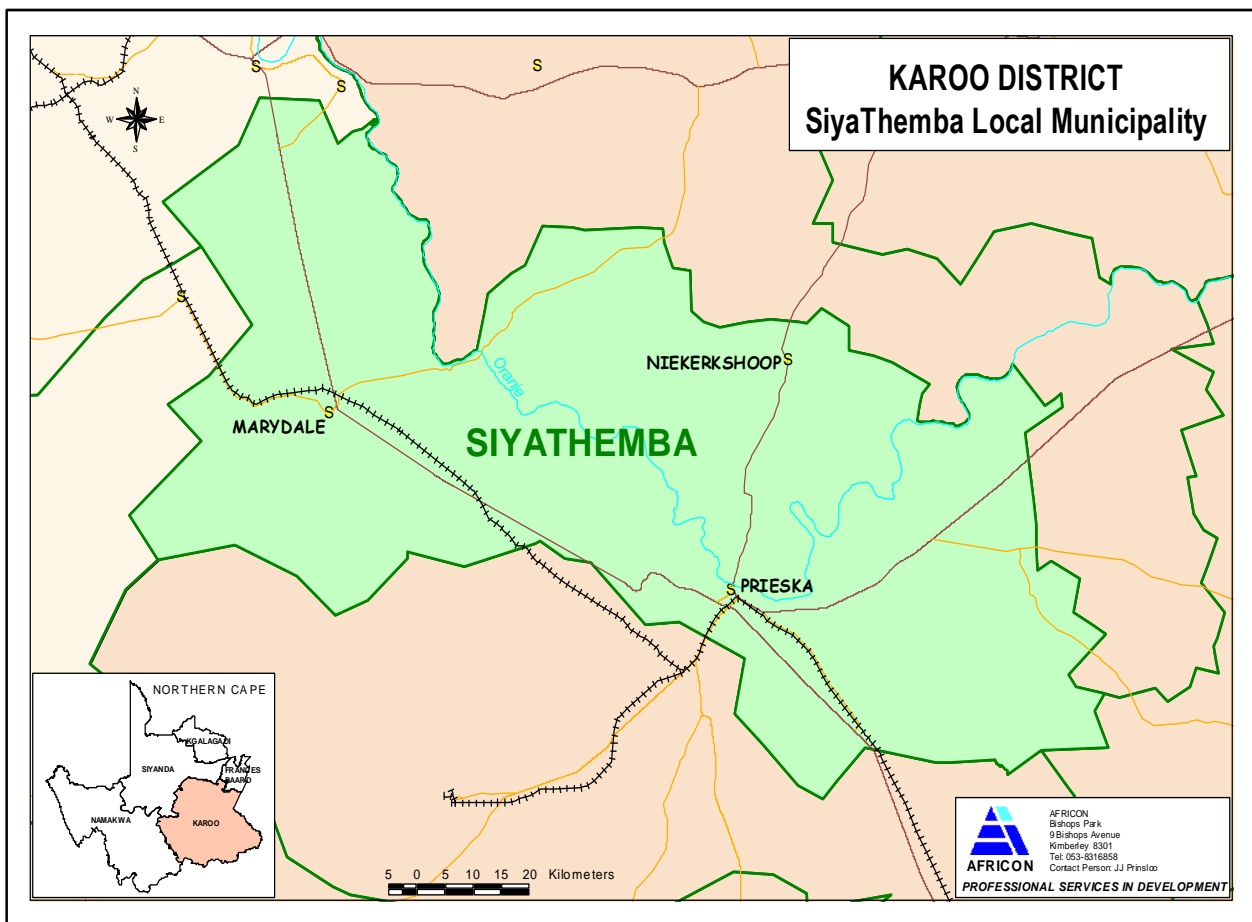 KAROO DISTRICT
SiyaThemba Local Municipality
N
W E
S
S
S
S
S
S
S
S
Oranje
NIEKERKSHOOP
MARYDALE
SIYATHEMBA
PRIESKA
NORTHERN CAPE
KGALAGADI
SIYANDA
FRANCES
BAARD
NAMAKWA
KAROO
5 0 5 10 15 20 Kilometers
AFRICON
AFRICON
Bishops Park
9 Bishops Avenue
Kimberley 8301
Tel: 053-8316858
Contact Person: JJ Prinsloo
PROFESSIONAL SERVICES IN DEVELOPMENT